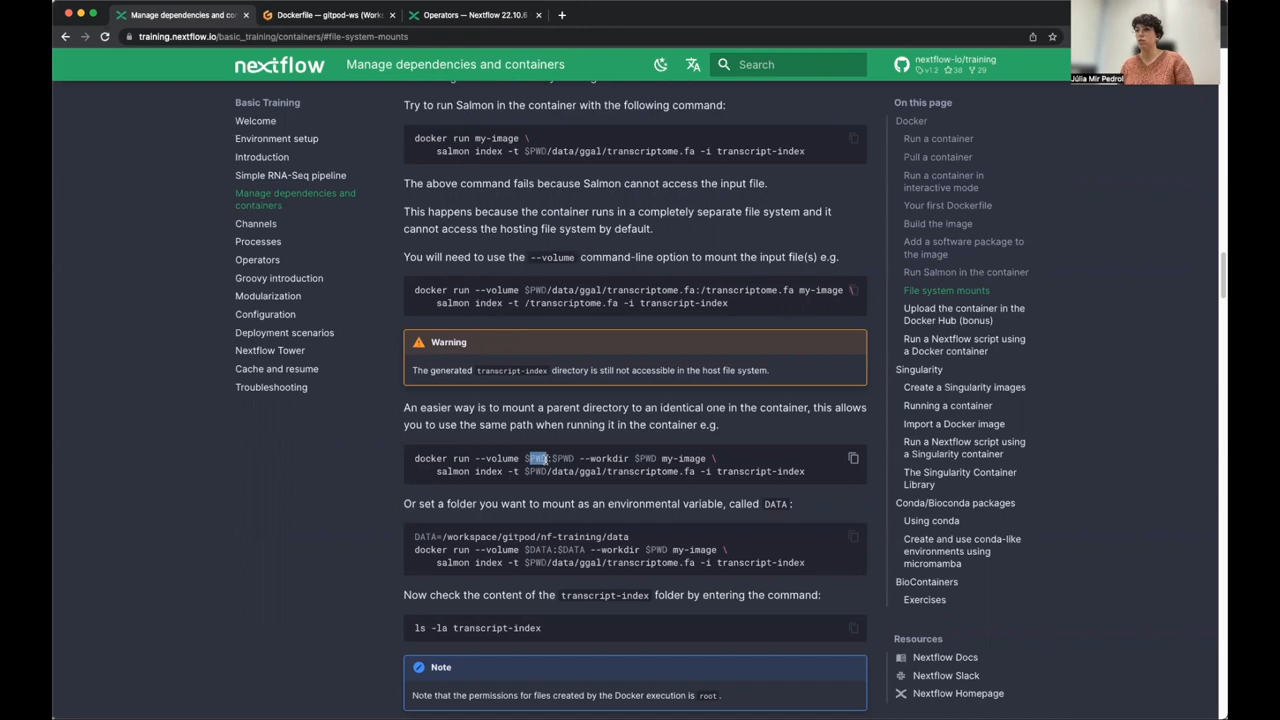 Manage dependencies and con
Dockerfile — gitpod-ws (Works
Operators — Nextflow 22.10.6
training.nextflow.io/basic_training/containers/#file-system-mounts
Júlia Mir Pedrol
nextflow
Manage dependencies and containers
Search
nextflow-io/training
v1.2 38 29
Basic Training
Welcome
Environment setup
Introduction
Simple RNA-Seq pipeline
Manage dependencies and
containers
Channels
Processes
Operators
Groovy introduction
Modularization
Configuration
Deployment scenarios
Nextflow Tower
Cache and resume
Troubleshooting
Try to run Salmon in the container with the following command:
docker run my-image \
salmon index -t $PWD/data/ggal/transcriptome.fa -i transcript-index
The above command fails because Salmon cannot access the input file.
This happens because the container runs in a completely separate file system and it
cannot access the hosting file system by default.
You will need to use the --volume command-line option to mount the input file(s) e.g.
docker run --volume $PWD/data/ggal/transcriptome.fa:/transcriptome.fa my-image \
salmon index -t /transcriptome.fa -i transcript-index
Warning
The generated transcript-index directory is still not accessible in the host file system.
An easier way is to mount a parent directory to an identical one in the container, this allows
you to use the same path when running it in the container e.g.
docker run --volume $PWD:$PWD --workdir $PWD my-image \
salmon index -t $PWD/data/ggal/transcriptome.fa -i transcript-index
Or set a folder you want to mount as an environmental variable, called DATA:
DATA=/workspace/gitpod/nf-training/data
docker run --volume $DATA:$DATA --workdir $PWD my-image \
salmon index -t $PWD/data/ggal/transcriptome.fa -i transcript-index
Now check the content of the transcript-index folder by entering the command:
ls -la transcript-index
Note
Note that the permissions for files created by the Docker execution is root.
On this page
Docker
Run a container
Pull a container
Run a container in
interactive mode
Your first Dockerfile
Build the image
Add a software package to
the image
Run Salmon in the container
File system mounts
Upload the container in the
Docker Hub (bonus)
Run a Nextflow script using
a Docker container
Singularity
Create a Singularity images
Running a container
Import a Docker image
Run a Nextflow script using
a Singularity container
The Singularity Container
Library
Conda/Bioconda packages
Using conda
Create and use conda-like
environments using
micromamba
BioContainers
Exercises
Resources
Nextflow Docs
Nextflow Slack
Nextflow Homepage